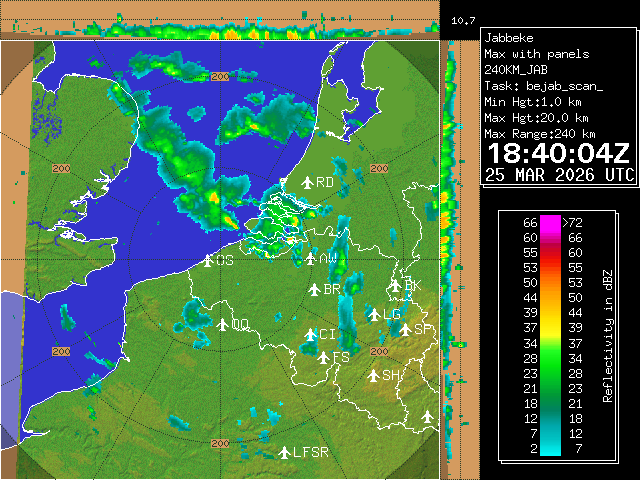 10.7
Jabbeke
Max with panels
240KM_JAB
Task: bejab_scan_
Min Hgt:1.0 km
Max Hgt:20.0 km
Max Range:240 km
18:40:04Z
25 MAR 2026 UTC
200
200
200
RD
OS
AW
BR
BK
LG
OO
CI
SP
FS
200
200
SH
200
LFSR
66 >72
60 66
55 60
53 55
50 53
44 50
39 44
37 39
34 37
28 34
23 28
21 23
18 21
12 18
7 12
2 7
Reflectivity in dBZ